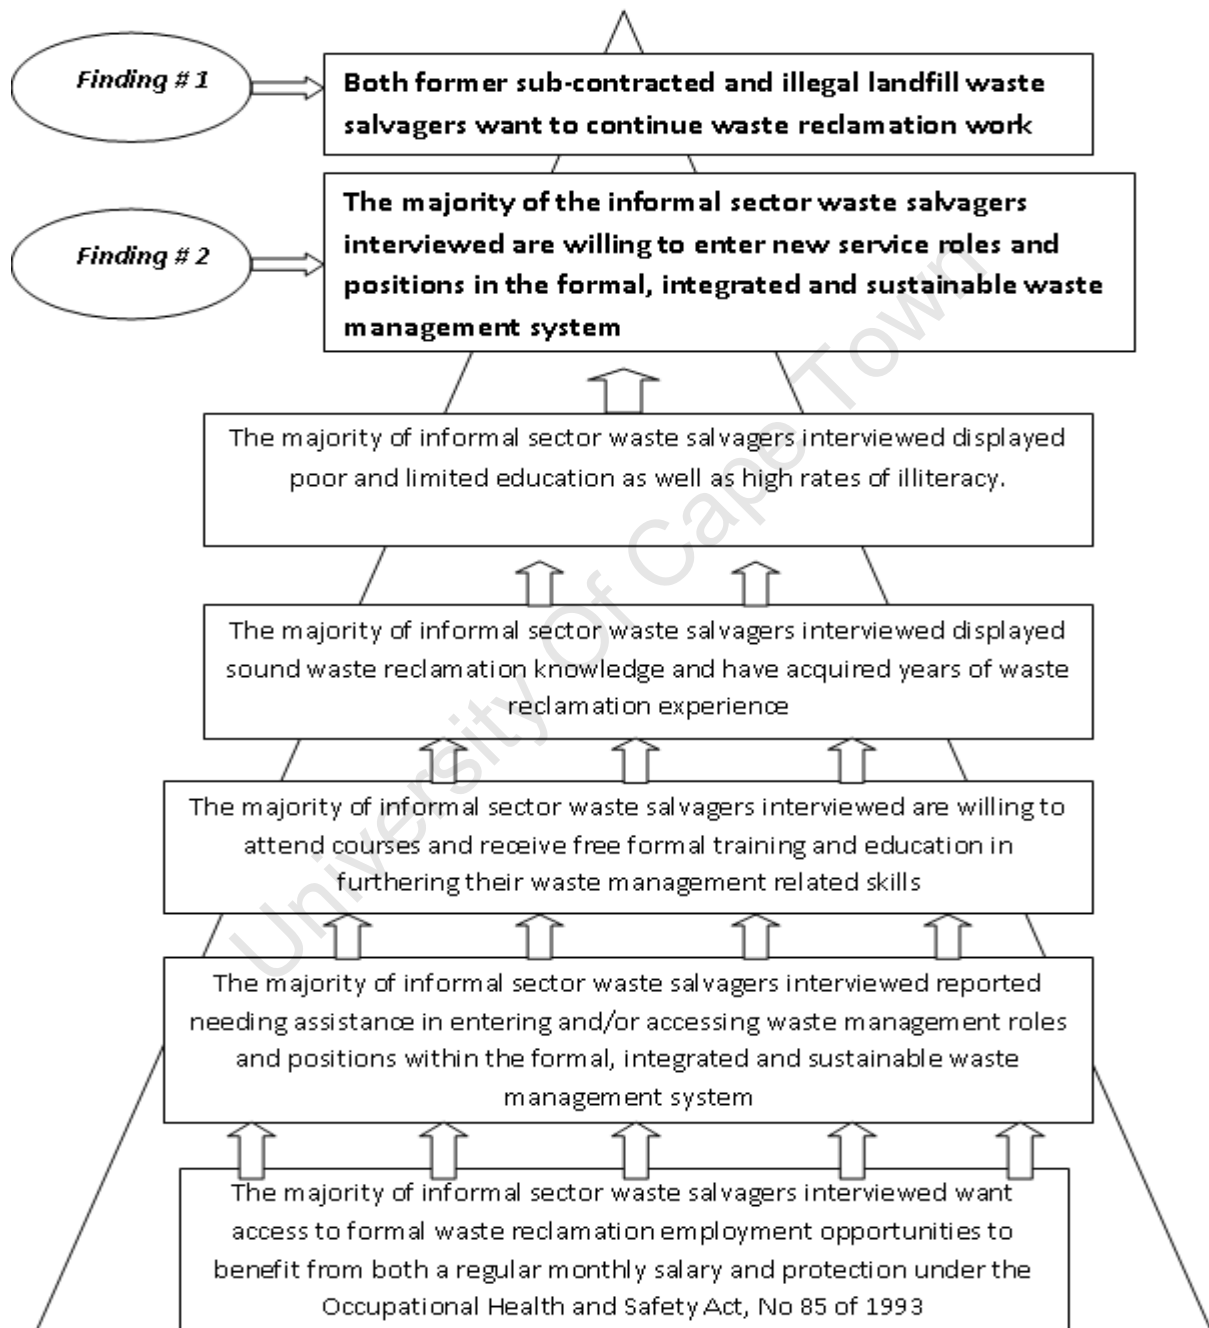 Finding # 1
Both former sub-contracted and illegal landfill waste
salvagers want to continue waste reclamation work
Finding # 2
The majority of the informal sector waste salvagers
interviewed are willing to enter new service roles and
positions in the formal, integrated and sustainable waste
management system
The majority of informal sector waste salvagers interviewed displayed
poor and limited education as well as high rates of illiteracy.
The majority of informal sector waste salvagers interviewed displayed
sound waste reclamation knowledge and have acquired years of waste
reclamation experience
The majority of informal sector waste salvagers interviewed are willing to
attend courses and receive free formal training and education in
furthering their waste management related skills
The majority of informal sector waste salvagers interviewed reported
needing assistance in entering and/or accessing waste management roles
and positions within the formal, integrated and sustainable waste
management system
The majority of informal sector waste salvagers interviewed want
access to formal waste reclamation employment opportunities to
benefit from both a regular monthly salary and protection under the
Occupational Health and Safety Act, No 85 of 1993
University Of Cape Town